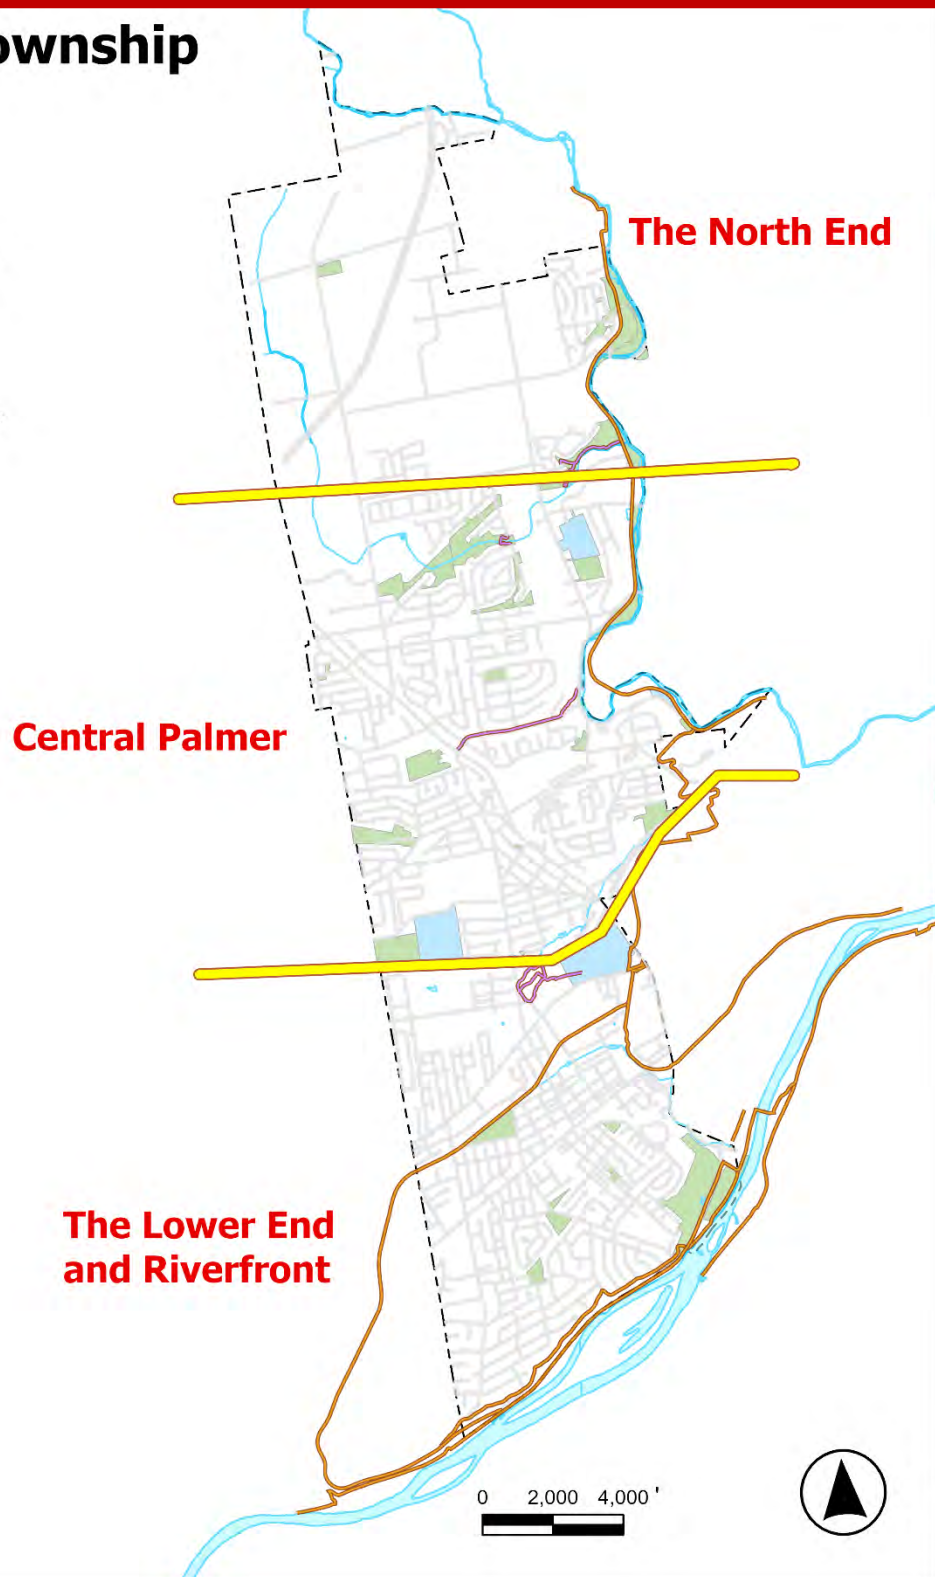 ownship
The North End
Central Palmer
The Lower End
and Riverfront
0 2,000 4,000 '